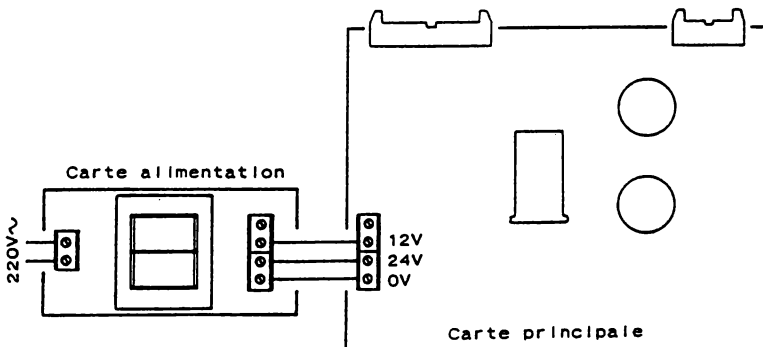 Carte alimentation
220V~
12V
24V
0V
Carte principale